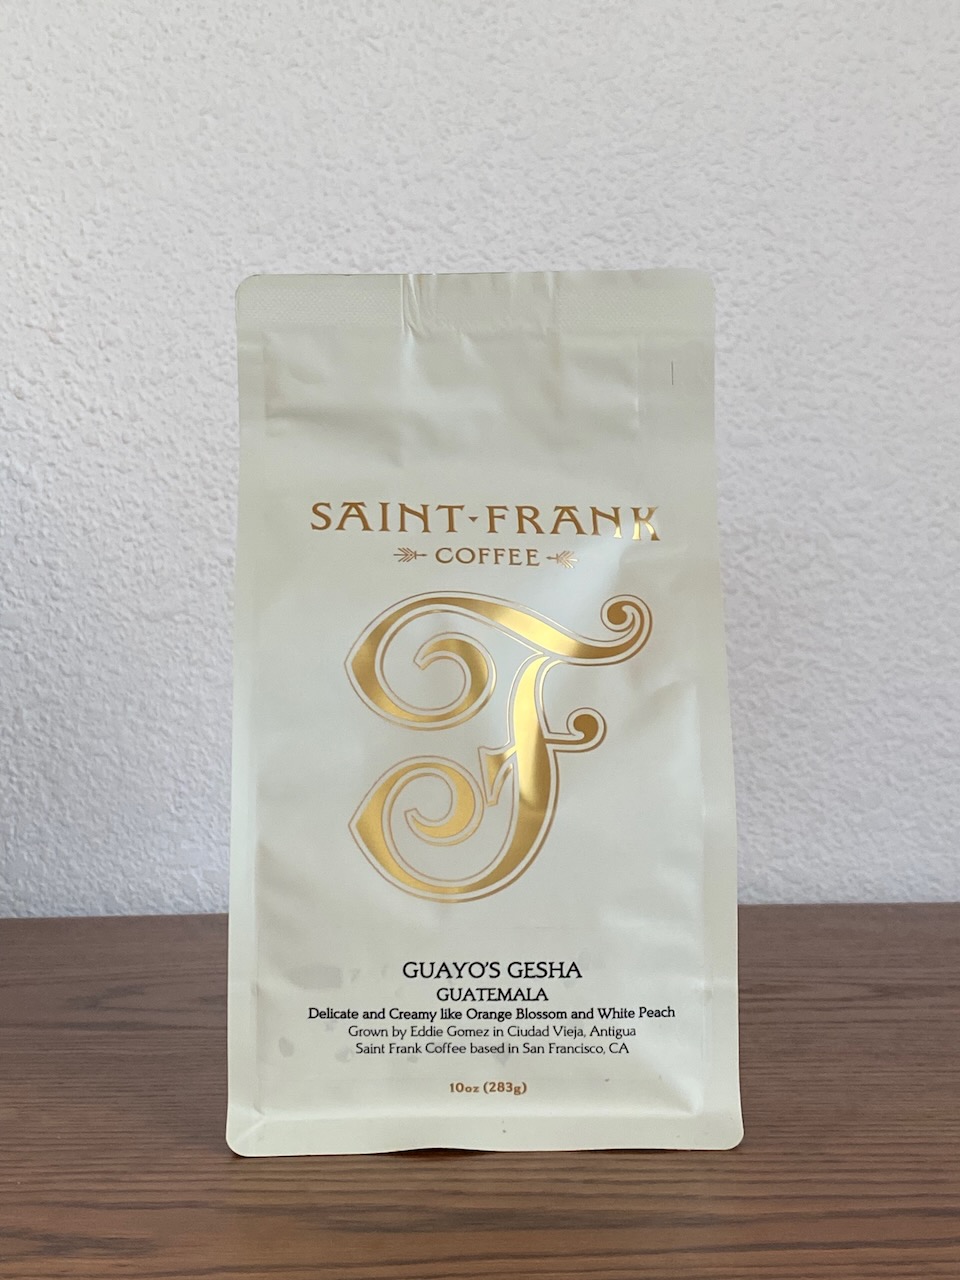 SAINT·FRANK
COFFEE
F
GUAYO'S GESHA
GUATEMALA
Delicate and Creamy like Orange Blossom and White Peach
Grown by Eddie Gomez in Ciudad Vieja, Antigua
Saint Frank Coffee based in San Francisco, CA
10oz (283g)